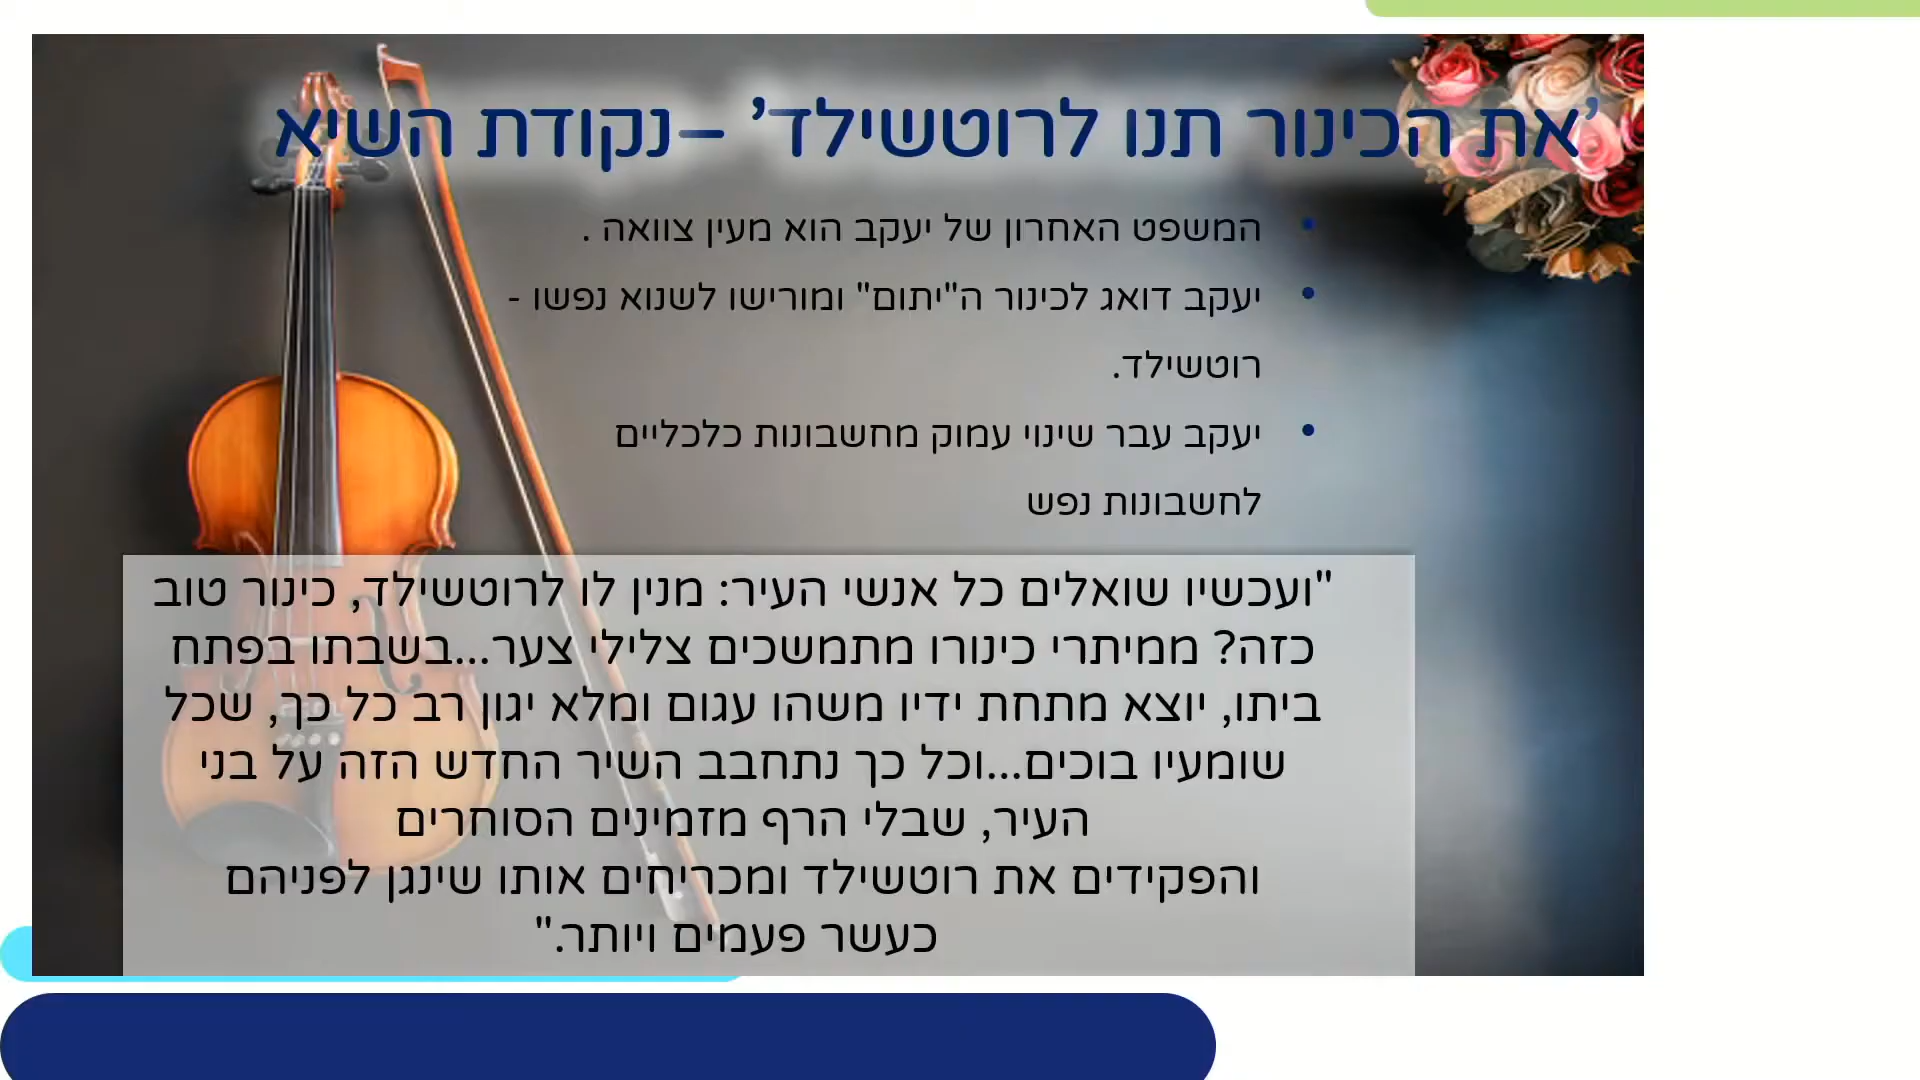 'את הכינור תנו לרוטשילד' –נקודת השיא
• המשפט האחרון של יעקב הוא מעין צוואה .
• יעקב דואג לכינור ה"יתום" ומורישו לשנוא נפשו -
רוטשילד.
• יעקב עבר שינוי עמוק מחשבונות כלכליים
לחשבונות נפש
"ועכשיו שואלים כל אנשי העיר: מנין לו לרוטשילד, כינור טוב
כזה? ממיתרי כינורו מתמשכים צלילי צער...בשבתו בפתח
ביתו, יוצא מתחת ידיו משהו עגום ומלא יגון רב כל כך, שכל
שומעיו בוכים...וכל כך נתחבב השיר החדש הזה על בני
העיר, שבלי הרף מזמינים הסוחרים
והפקידים את רוטשילד ומכריחים אותו שינגן לפניהם
כעשר פעמים ויותר."